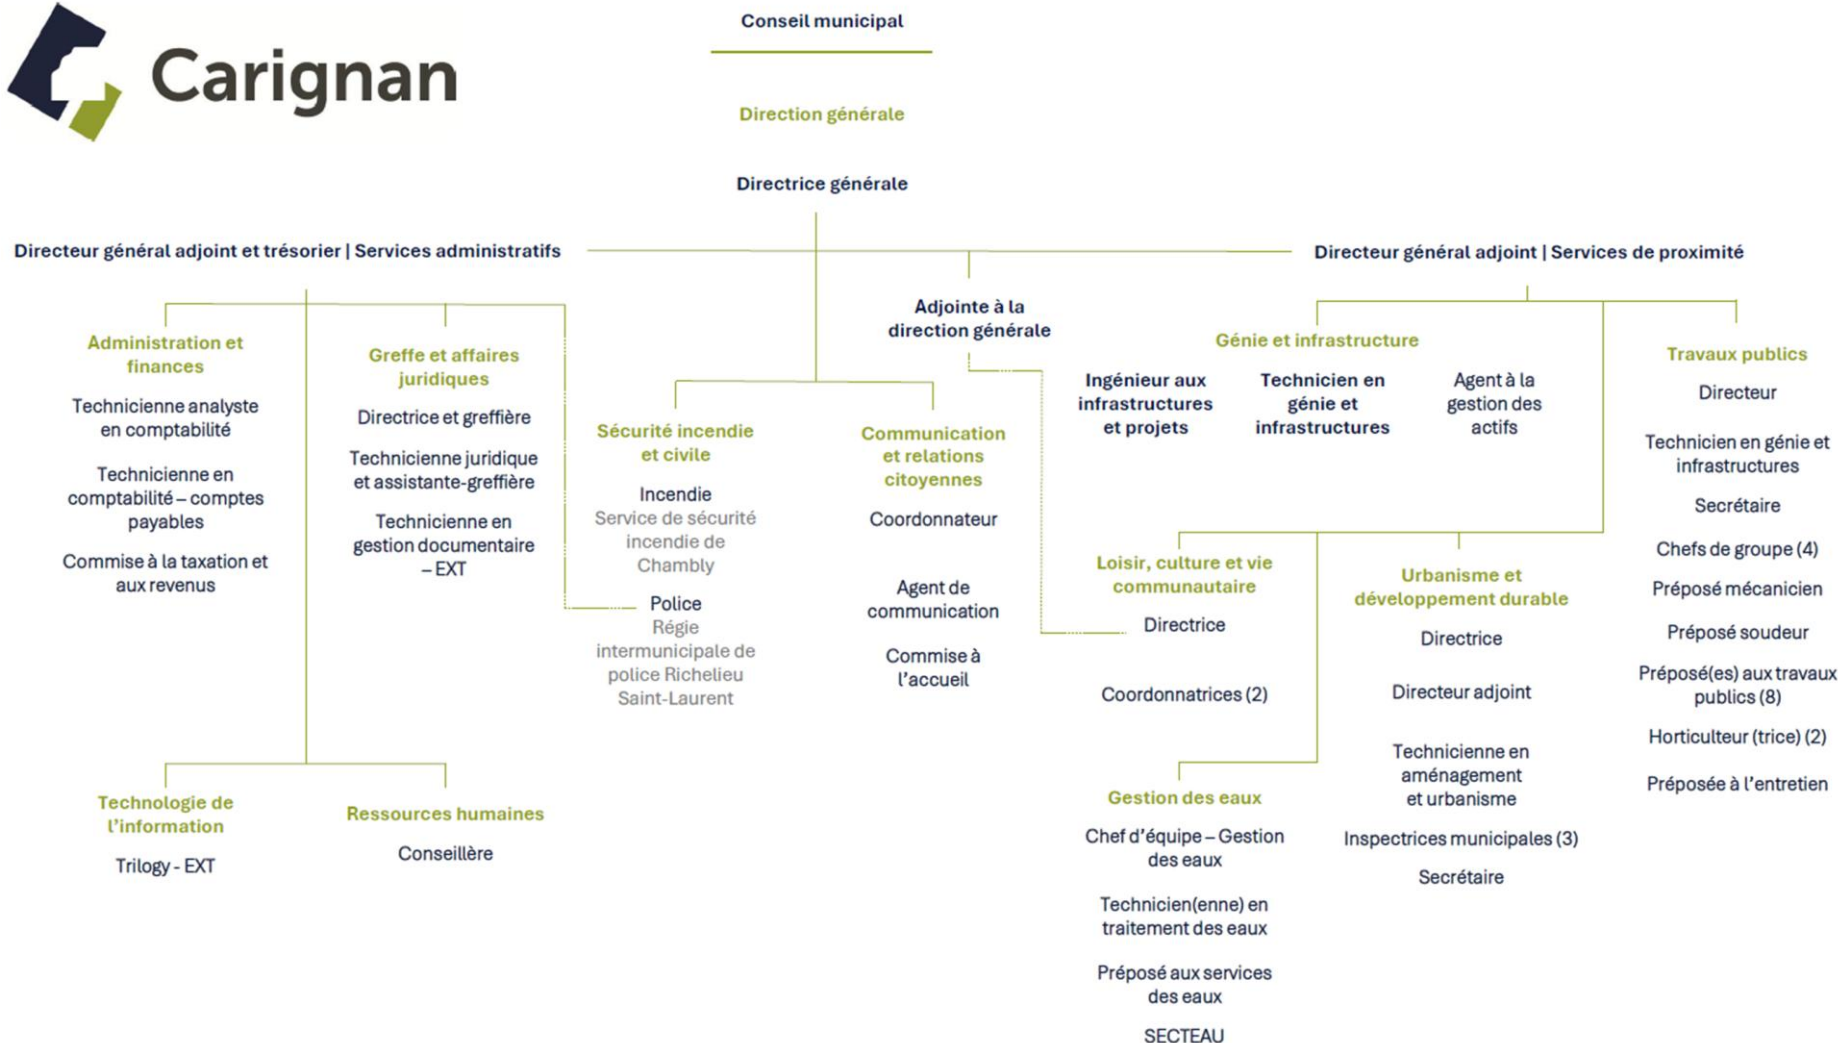 Carignan
Conseil municipal
Direction générale
Directrice générale
Directeur général adjoint et trésorier | Services administratifs
Directeur général adjoint | Services de proximité
Adjointe à la
direction générale
Administration et
finances
Technicienne analyste
en comptabilité
Technicienne en
comptabilité – comptes
payables
Commise à la taxation et
aux revenus
Greffe et affaires
juridiques
Directrice et greffière
Technicienne juridique
et assistante-greffière
Technicienne en
gestion documentaire
– EXT
Technologie de
l’information
Trilogy - EXT
Ressources humaines
Conseillère
Sécurité incendie
et civile
Incendie
Service de sécurité
incendie de
Chambly
Police
Régie
intermunicipale de
police Richelieu
Saint-Laurent
Communication
et relations
citoyennes
Coordonnateur
Agent de
communication
Commise à
l’accueil
Génie et infrastructure
Ingénieur aux
infrastructures
et projets
Technicien en
génie et
infrastructures
Agent à la
gestion des
actifs
Loisir, culture et vie
communautaire
Directrice
Coordonnatrices (2)
Gestion des eaux
Chef d’équipe – Gestion
des eaux
Technicien(enne) en
traitement des eaux
Préposé aux services
des eaux
SECTEAU
Urbanisme et
développement durable
Directrice
Directeur adjoint
Technicienne en
aménagement
et urbanisme
Inspectrices municipales (3)
Secrétaire
Travaux publics
Directeur
Technicien en génie et
infrastructures
Secrétaire
Chefs de groupe (4)
Préposé mécanicien
Préposé soudeur
Préposé(es) aux travaux
publics (8)
Horticulteur (trice) (2)
Préposée à l’entretien